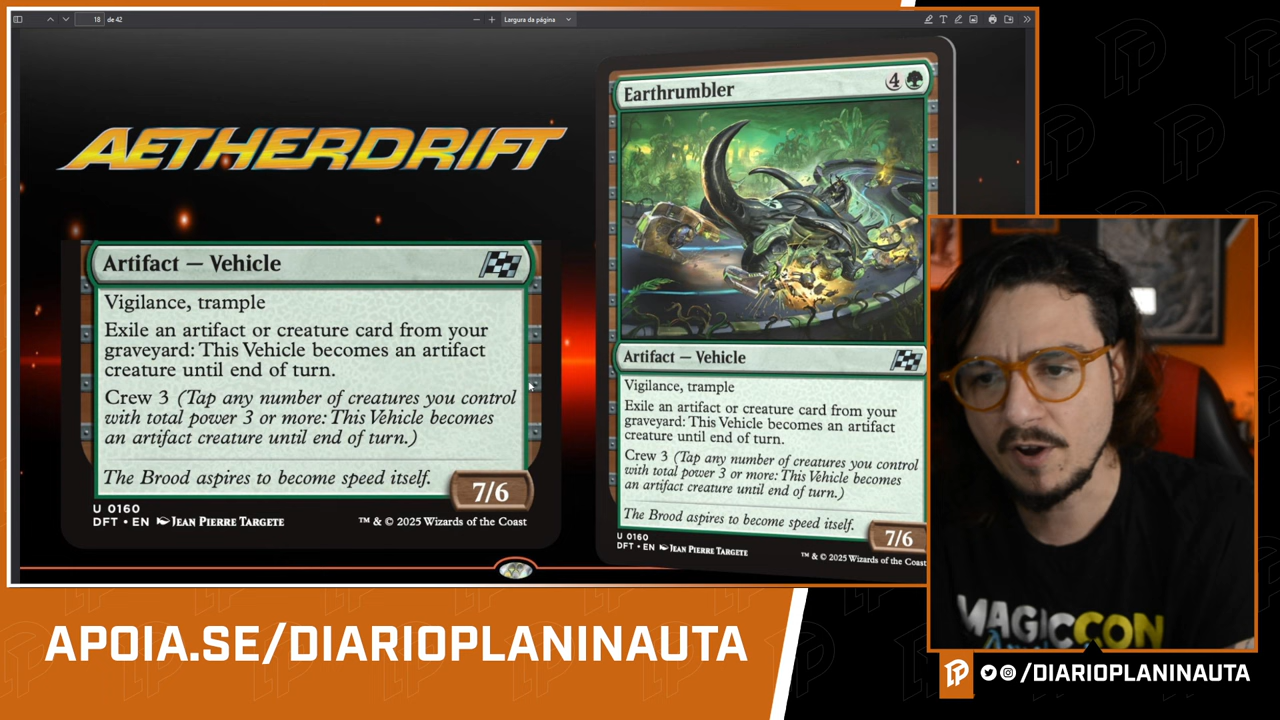 18 de 42
Largura da página
AETHERDRIFT
Artifact — Vehicle
Vigilance, trample
Exile an artifact or creature card from your
graveyard: This Vehicle becomes an artifact
creature until end of turn.
Crew 3 (Tap any number of creatures you control
with total power 3 or more: This Vehicle becomes
an artifact creature until end of turn.)
The Brood aspires to become speed itself.
7/6
U 0160
DFT • EN JEAN PIERRE TARGETE
™ & © 2025 Wizards of the Coast
Earthrumbler
4
Artifact — Vehicle
Vigilance, trample
Exile an artifact or creature card from your
graveyard: This Vehicle becomes an artifact
creature until end of turn.
Crew 3 (Tap any number of creatures you control
with total power 3 or more: This Vehicle becomes
an artifact creature until end of turn.)
The Brood aspires to become speed itself.
7/6
U 0160
DFT • EN JEAN PIERRE TARGETE
™ & © 2025 Wizards of the Coast
MAGICCON
APOIA.SE/DIARIOPLANINAUTA
/DIARIOPLANINAUTA